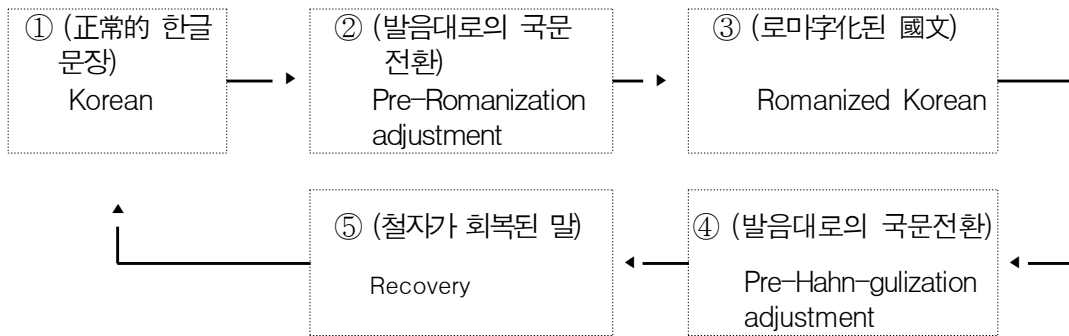 ① (正常的 한글
문장)
Korean
② (발음대로의 국문
전환)
Pre-Romanization
adjustment
③ (로마字化된 國文)
Romanized Korean
④ (발음대로의 국문전환)
Pre-Hahn-gulization
adjustment
⑤ (철자가 회복된 말)
Recovery